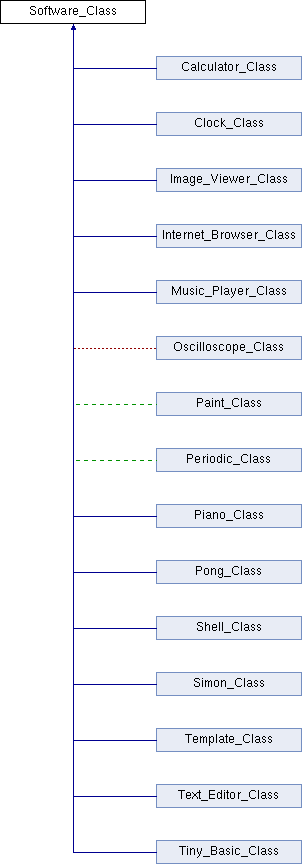 Software_Class
Calculator_Class
Clock_Class
Image_Viewer_Class
Internet_Browser_Class
Music_Player_Class
Oscilloscope_Class
Paint_Class
Periodic_Class
Piano_Class
Pong_Class
Shell_Class
Simon_Class
Template_Class
Text_Editor_Class
Tiny_Basic_Class